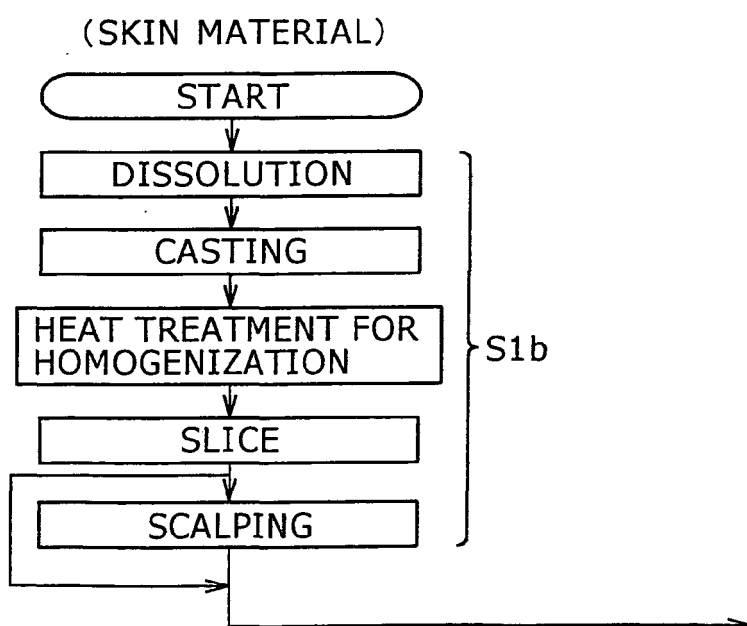 (SKIN MATERIAL)
START
DISSOLUTION
CASTING
HEAT TREATMENT FOR
HOMOGENIZATION
S1b
SLICE
SCALPING